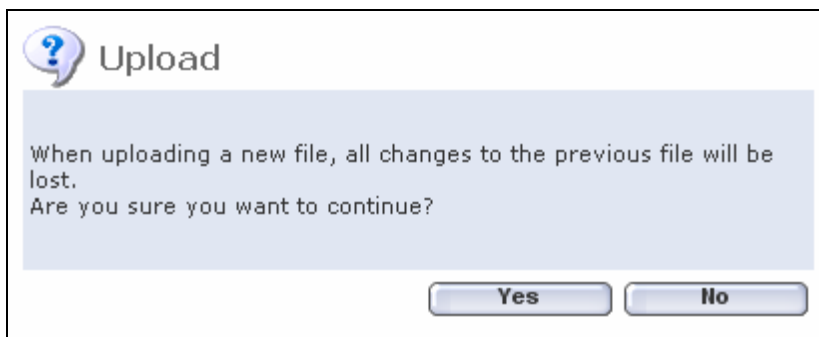 ?
Upload
When uploading a new file, all changes to the previous file will be
lost.
Are you sure you want to continue?
Yes No